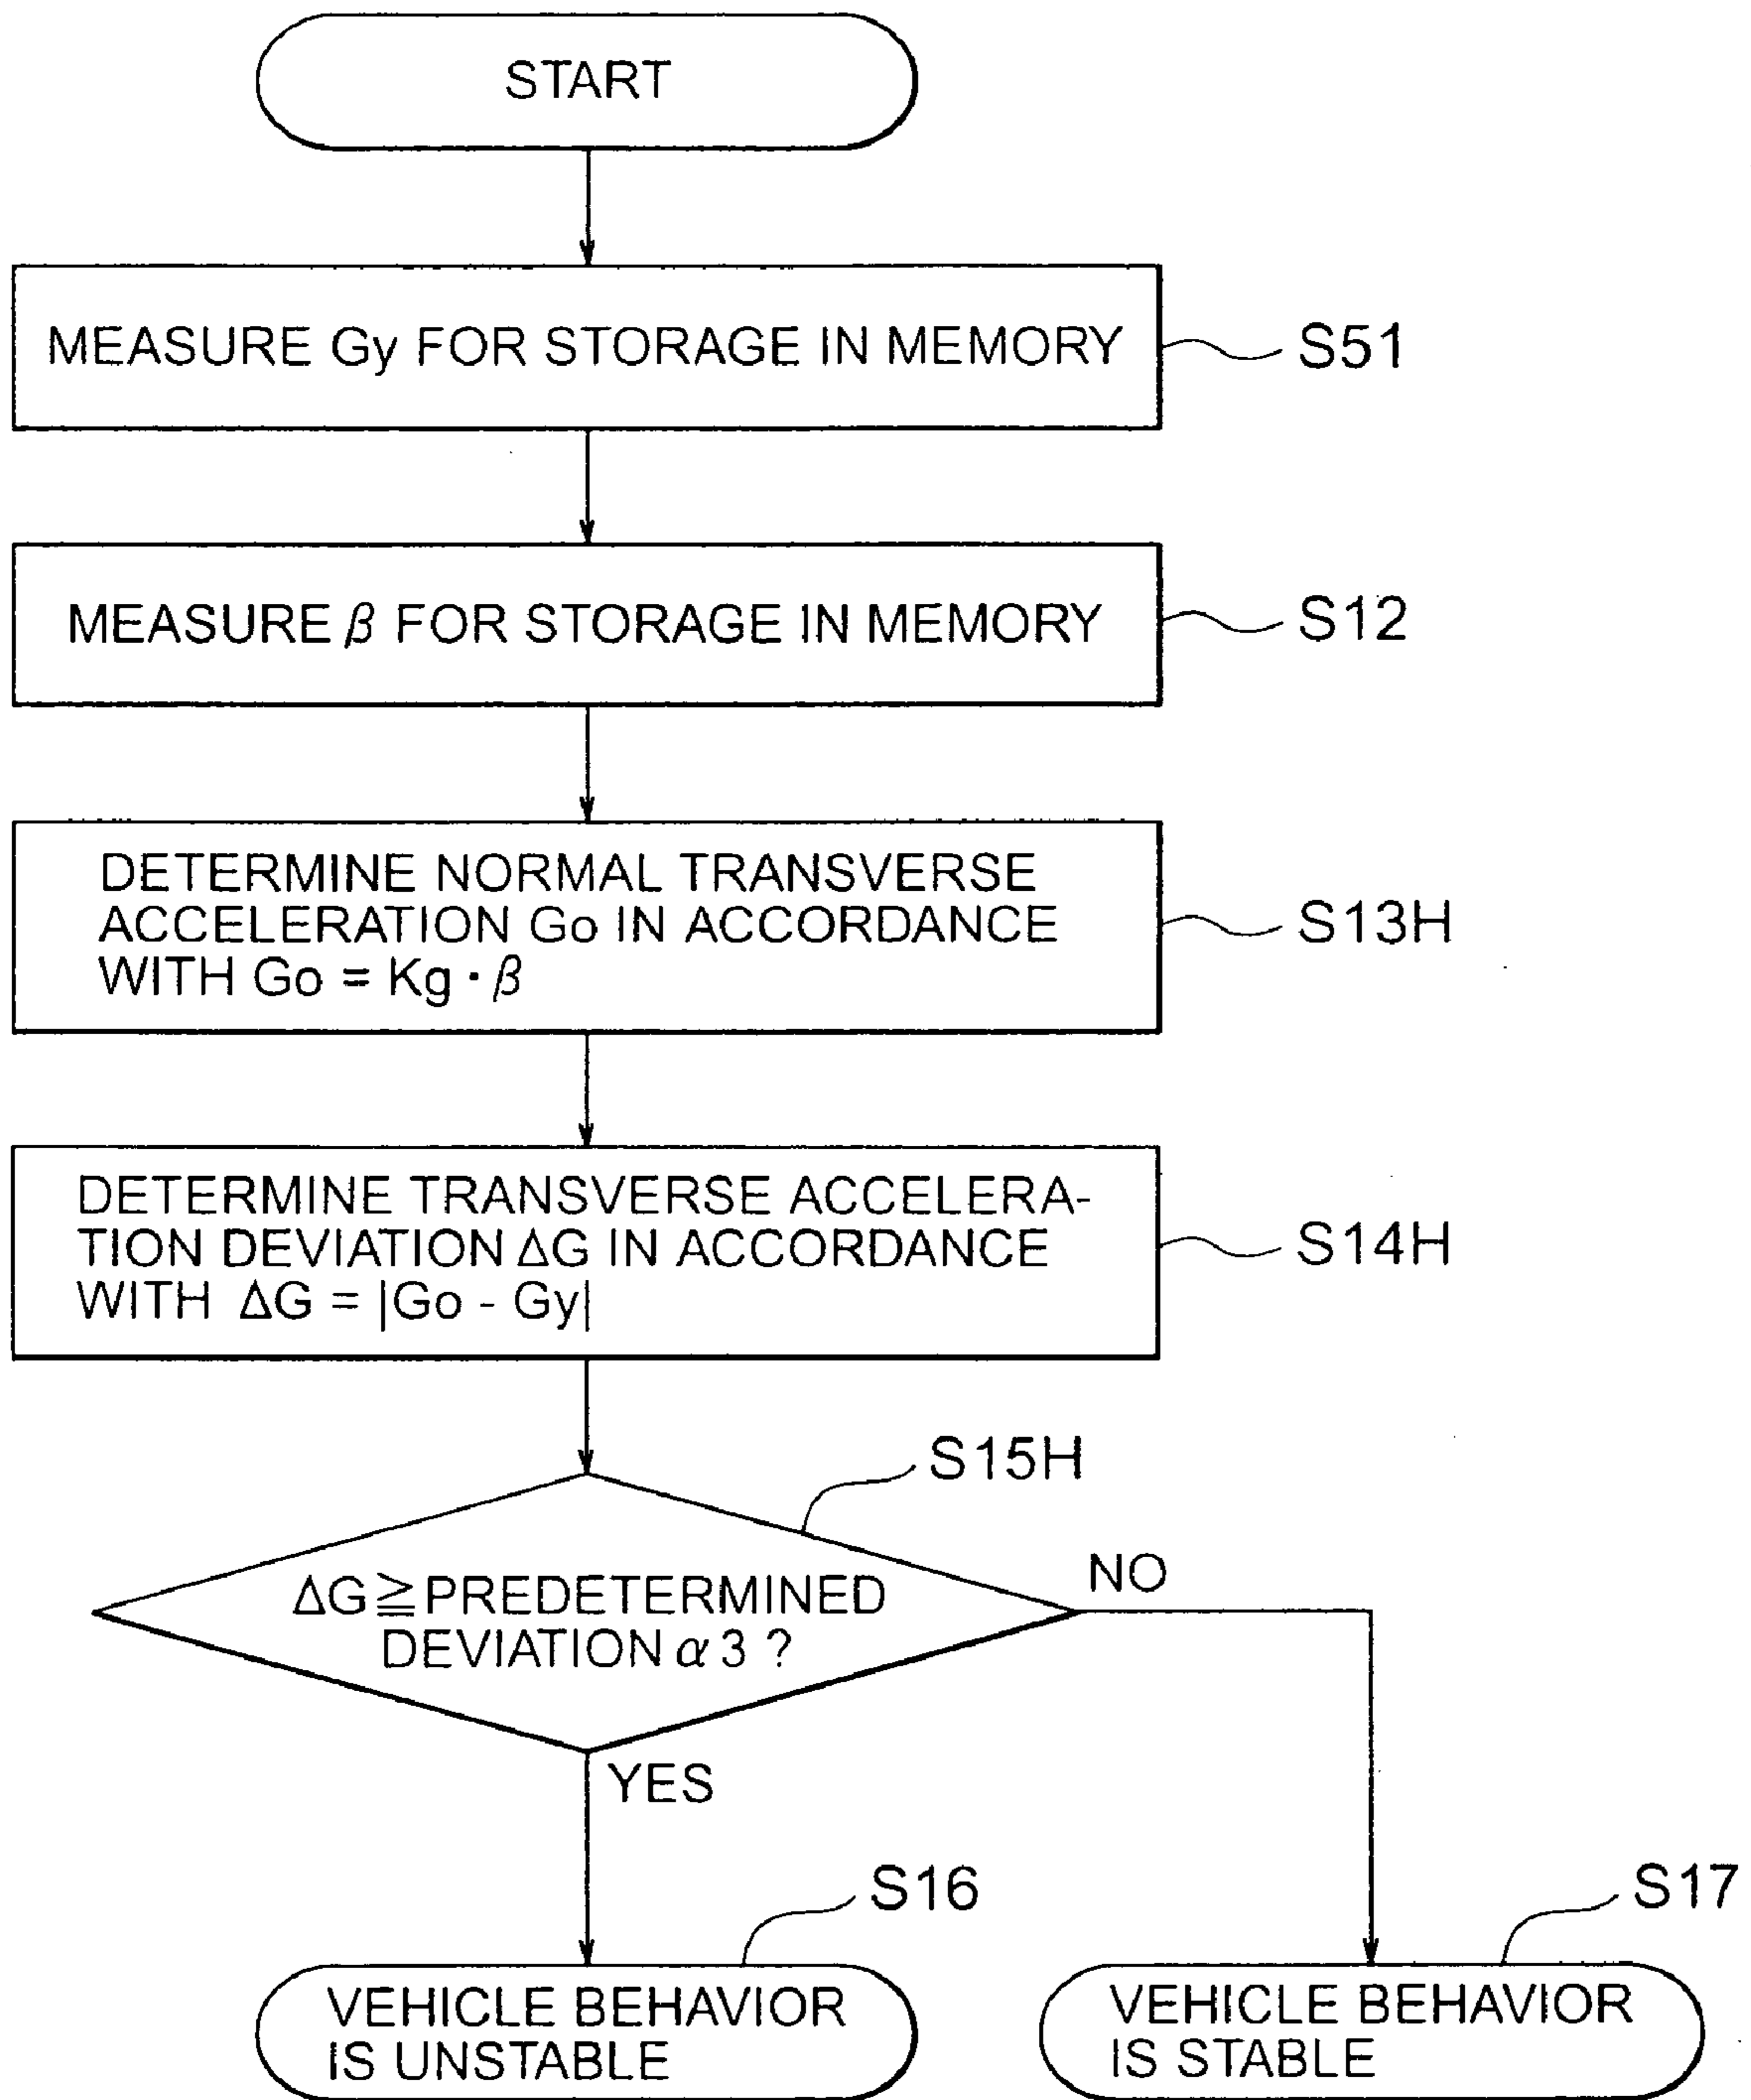 START
MEASURE Gy FOR STORAGE IN MEMORY
S51
MEASURE β FOR STORAGE IN MEMORY
S12
DETERMINE NORMAL TRANSVERSE
ACCELERATION Go IN ACCORDANCE
WITH Go = Kg · β
S13H
DETERMINE TRANSVERSE ACCELERA-
TION DEVIATION ΔG IN ACCORDANCE
WITH ΔG = |Go - Gy|
S14H
S15H
ΔG ≧ PREDETERMINED
DEVIATION α 3 ?
NO
YES
S16
VEHICLE BEHAVIOR
IS UNSTABLE
S17
VEHICLE BEHAVIOR
IS STABLE